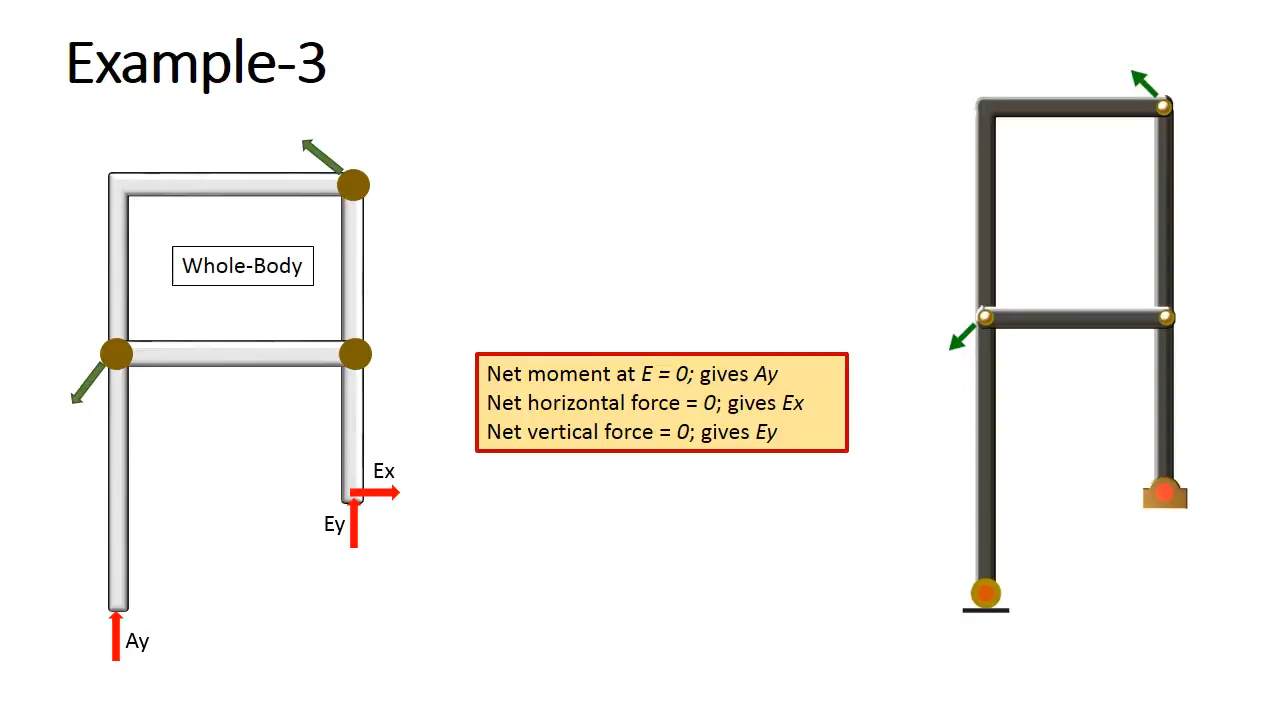 Example-3
Whole-Body
Net moment at E = 0; gives Ay
Net horizontal force = 0; gives Ex
Net vertical force = 0; gives Ey
Ex
Ey
Ay